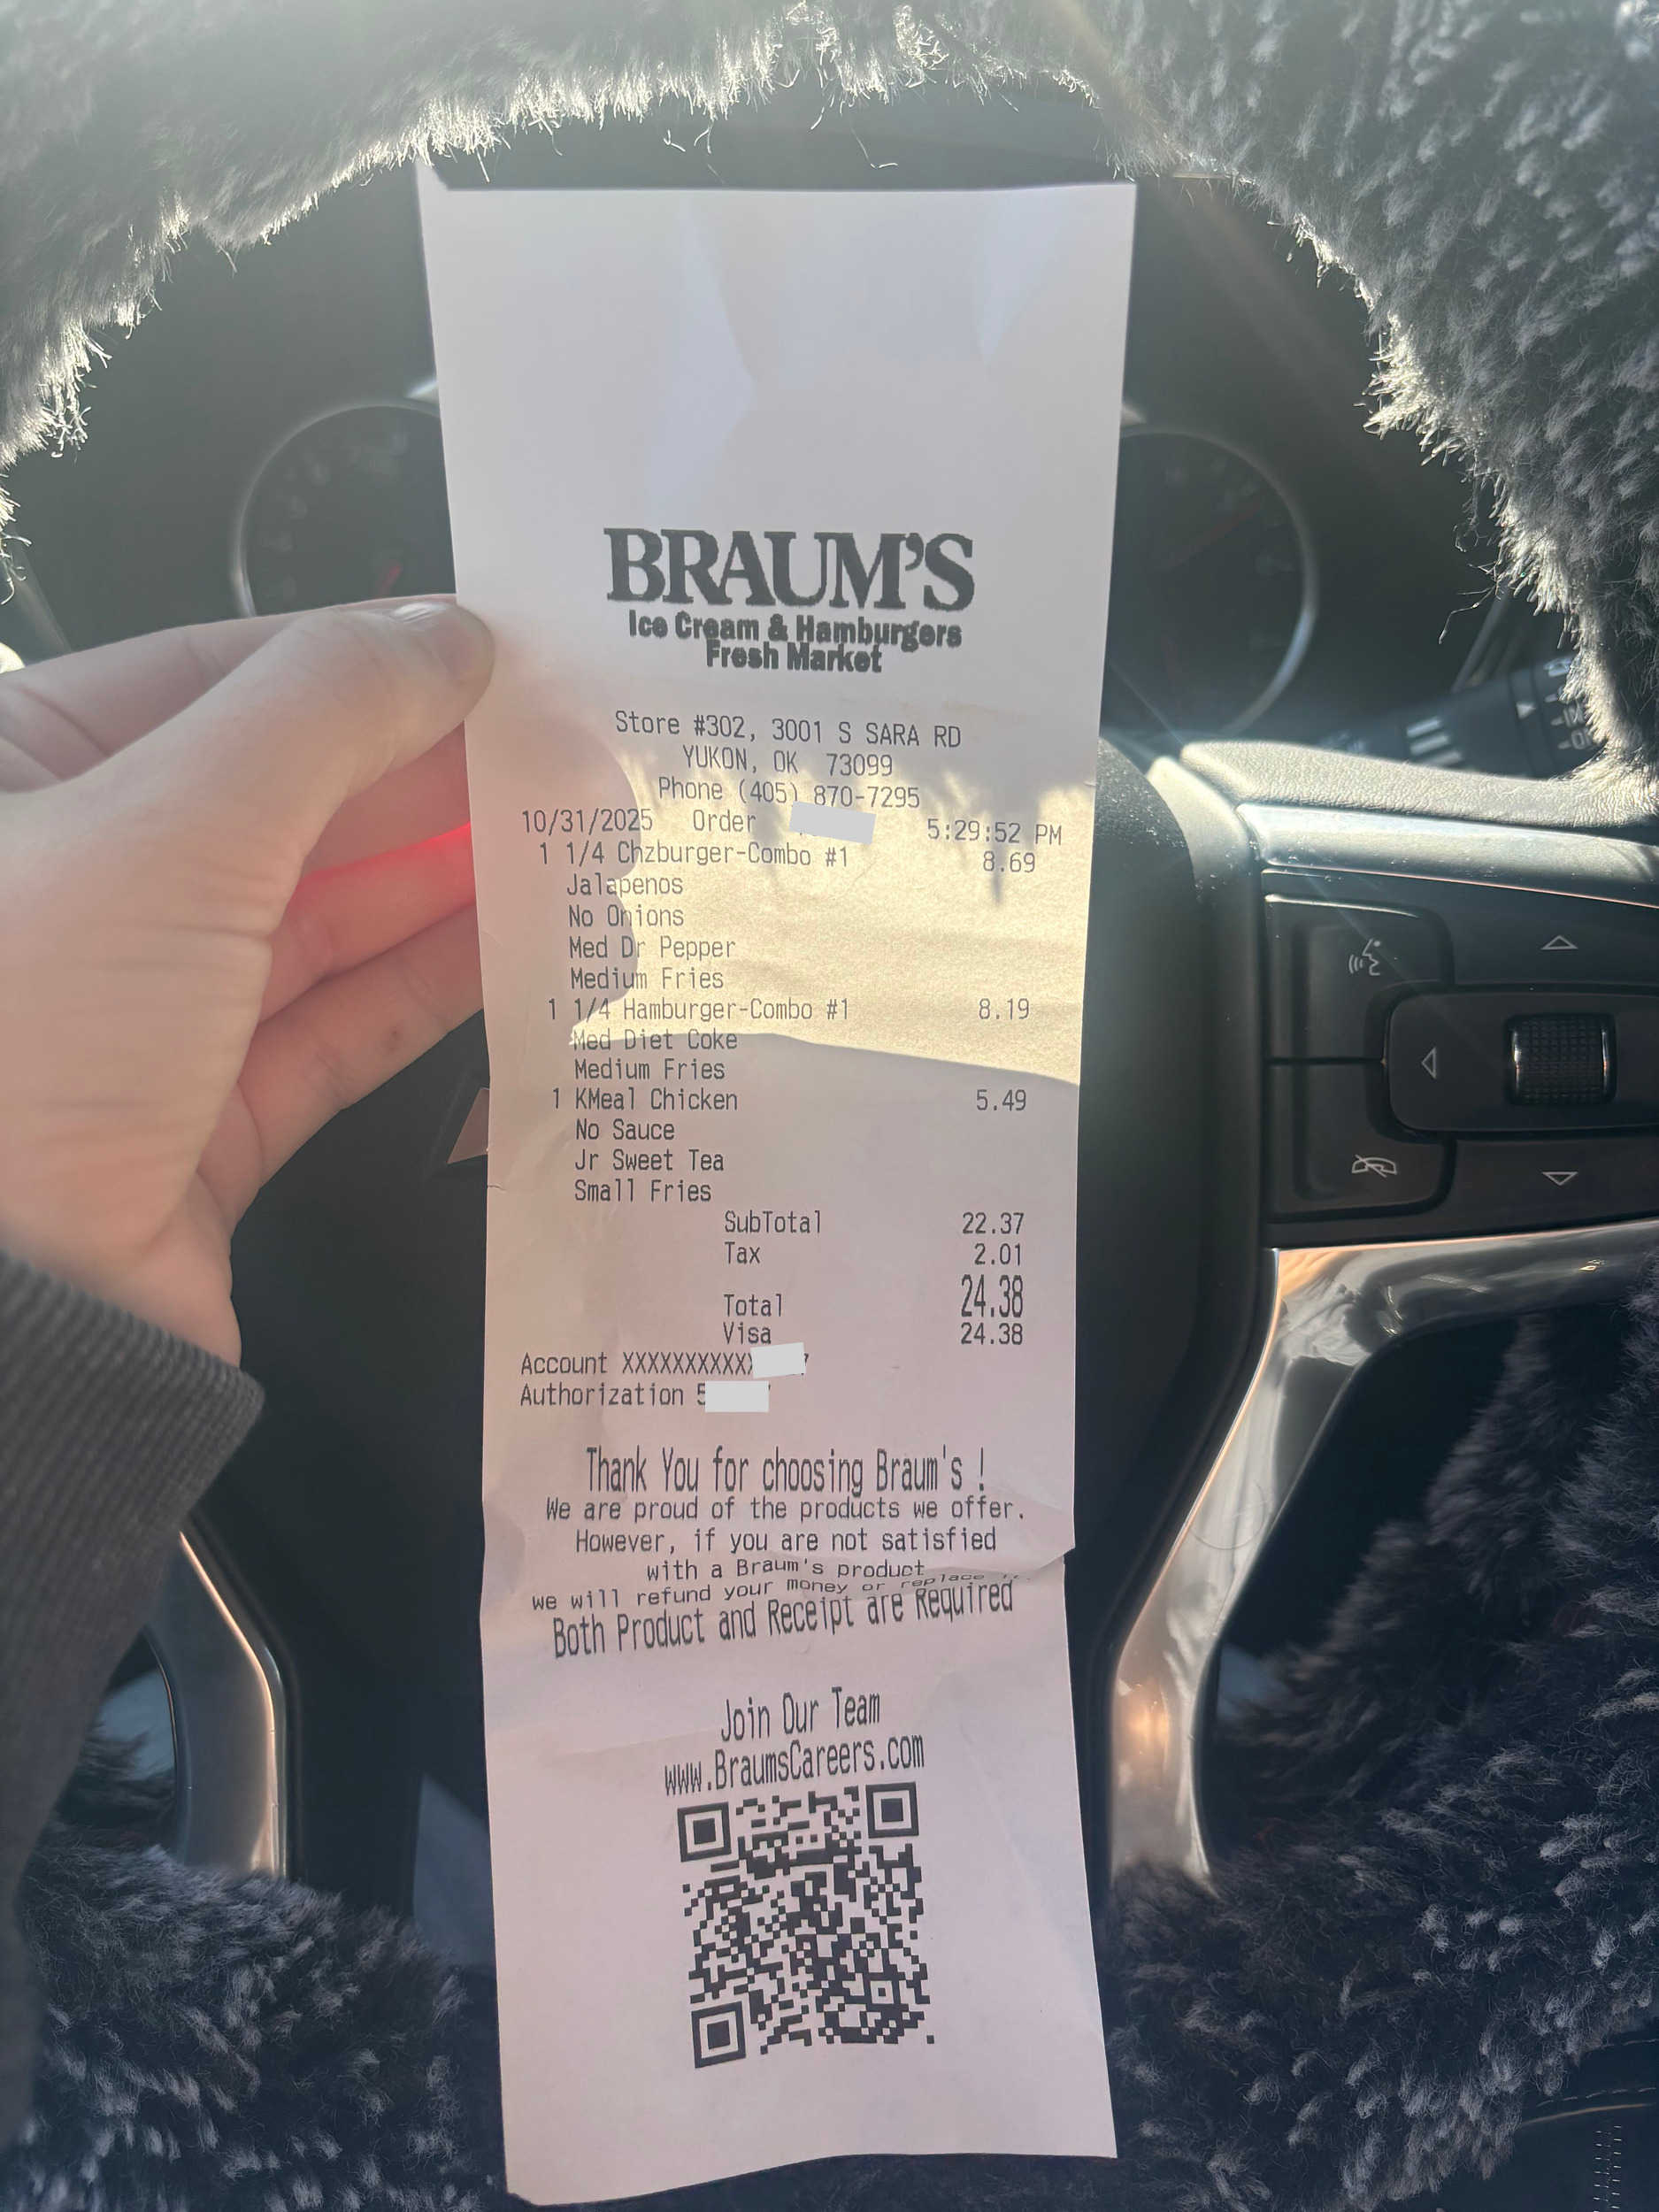 BRAUM'S
Ice Cream & Hamburgers
Fresh Market
Store #302, 3001 S SARA RD
YUKON, OK 73099
Phone (405) 870-7295
10/31/2025 Order 5:29:52 PM
1 1/4 Chzburger-Combo #1 8.69
Jalapenos
No Onions
Med Dr Pepper
Medium Fries
1 1/4 Hamburger-Combo #1 8.19
Med Diet Coke
Medium Fries
1 KMeal Chicken 5.49
No Sauce
Jr Sweet Tea
Small Fries
SubTotal 22.37
Tax 2.01
Total 24.38
Visa 24.38
Account XXXXXXXXXXX
Authorization 5
Thank You for choosing Braum's !
We are proud of the products we offer.
However, if you are not satisfied
with a Braum's product
we will refund your money or replace it.
Both Product and Receipt are Required
Join Our Team
www.BraumsCareers.com